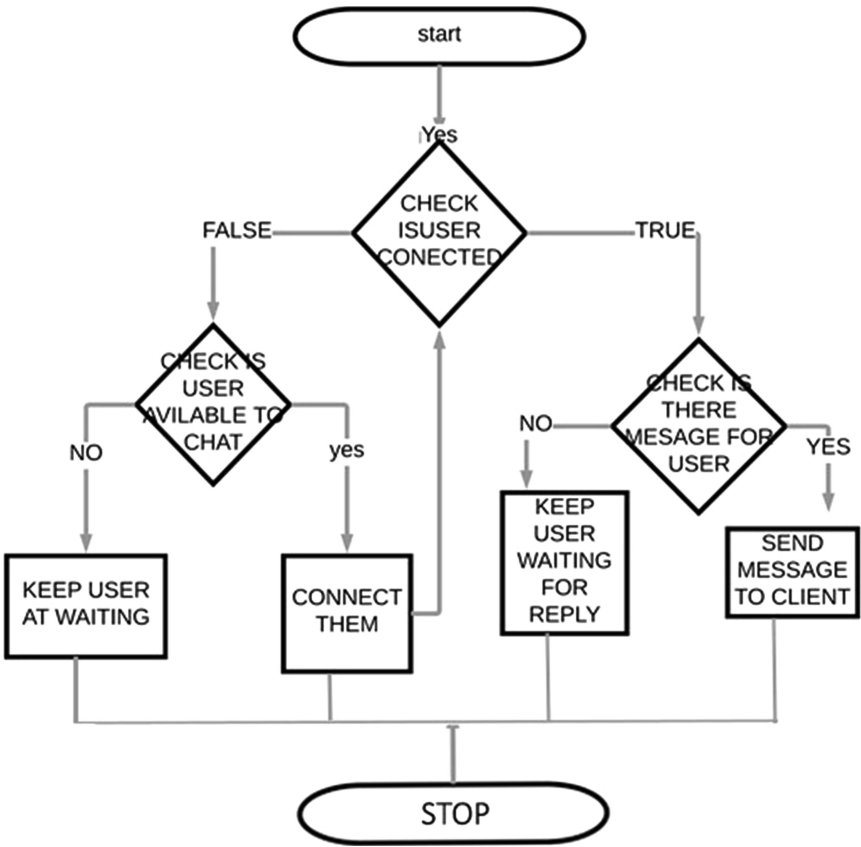 start
Yes
CHECK
ISUSER
CONECTED
FALSE
TRUE
CHECK IS
USER
AVILABLE TO
CHAT
NO
yes
CHECK IS
THERE
MESAGE FOR
USER
NO
YES
KEEP USER
AT WAITING
CONNECT
THEM
KEEP
USER
WAITING
FOR
REPLY
SEND
MESSAGE
TO CLIENT
STOP